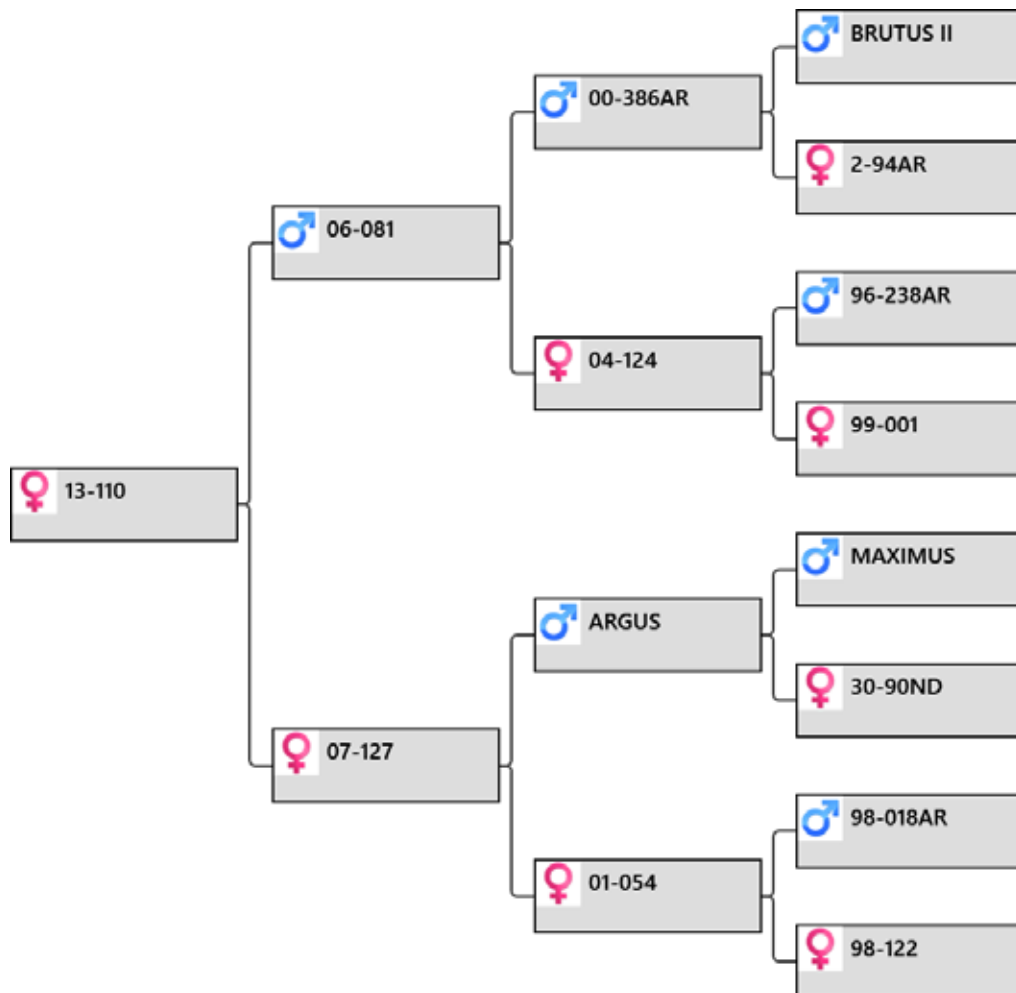 BRUTUS II
00-386AR
2-94AR
06-081
96-238AR
04-124
99-001
13-110
MAXIMUS
ARGUS
30-90ND
07-127
98-018AR
01-054
98-122